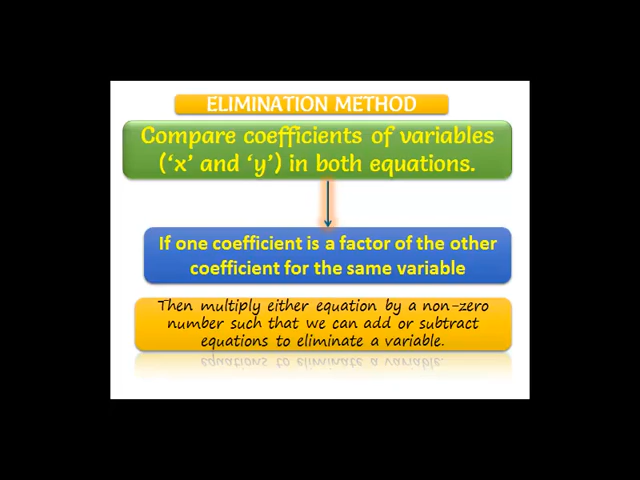 ELIMINATION METHOD
Compare coefficients of variables
(‘x’ and ‘y’) in both equations.
If one coefficient is a factor of the other
coefficient for the same variable
Then multiply either equation by a non-zero
number such that we can add or subtract
equations to eliminate a variable.